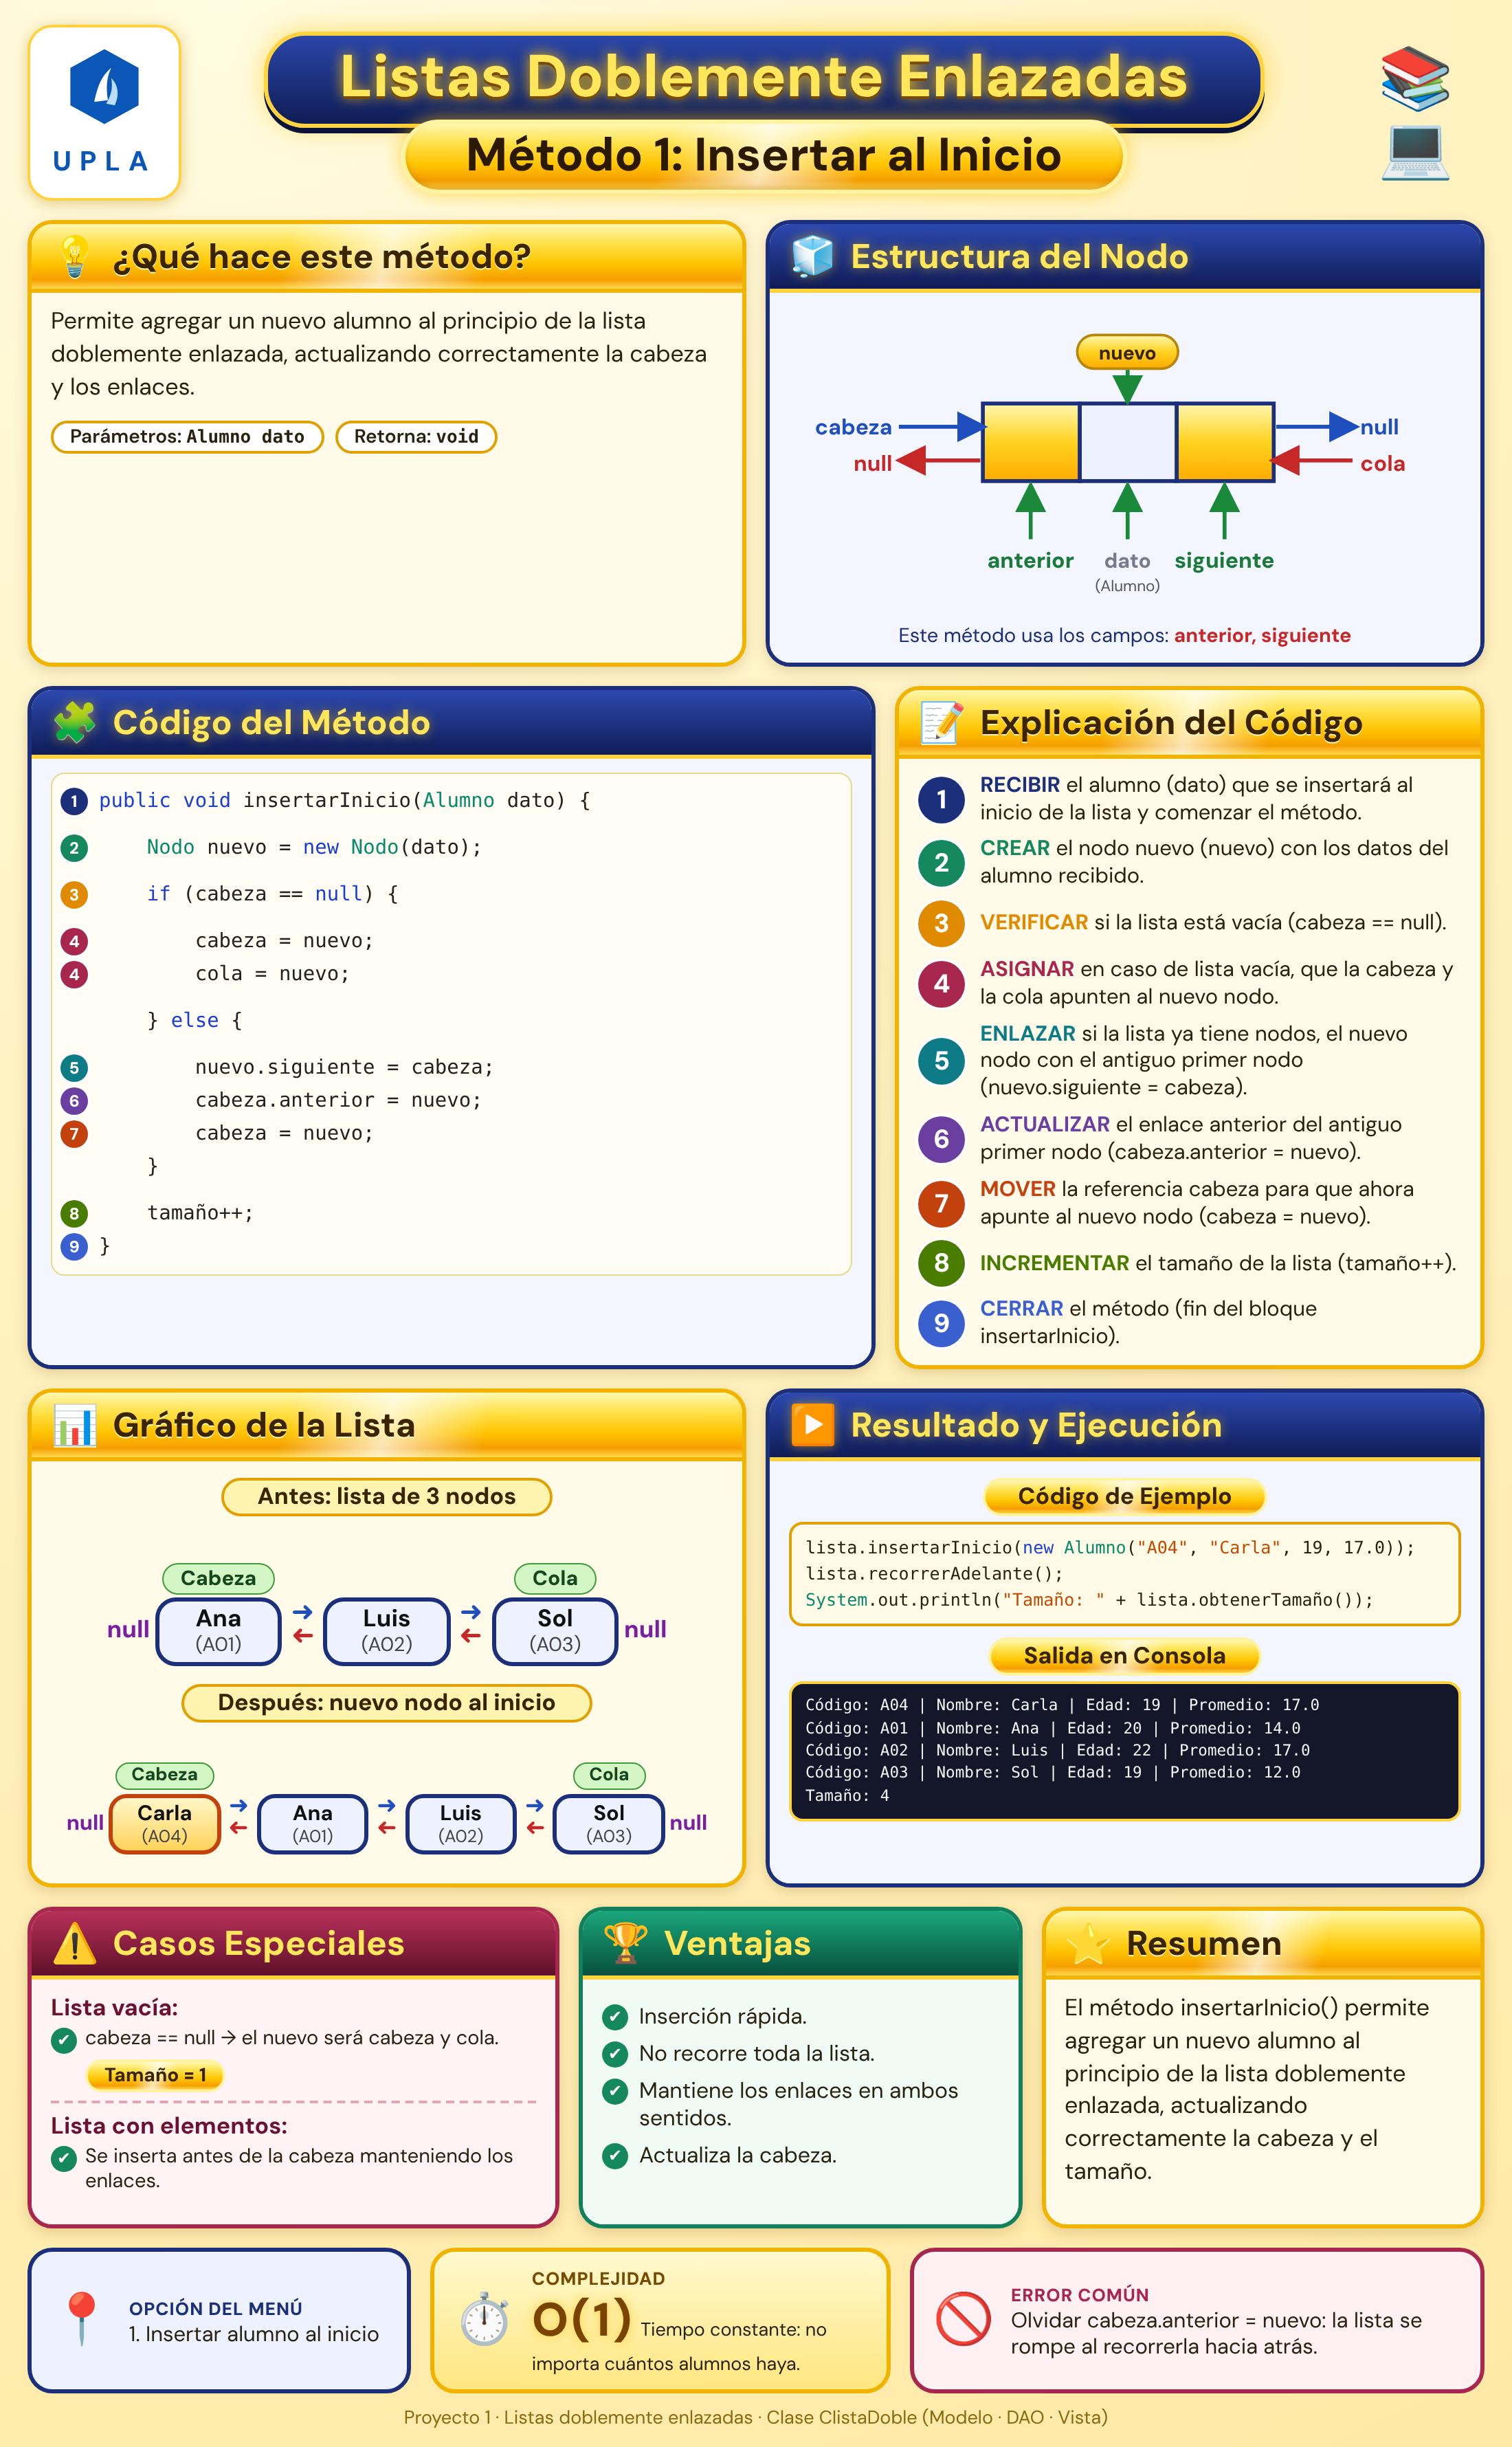 UPLA
Listas Doblemente Enlazadas
Método 1: Insertar al Inicio
¿Qué hace este método?
Permite agregar un nuevo alumno al principio de la lista
doblemente enlazada, actualizando correctamente la cabeza
y los enlaces.
Parámetros: Alumno dato
Retorna: void
Estructura del Nodo
nuevo
cabeza
null
null
cola
anterior
dato
siguiente
(Alumno)
Este método usa los campos: anterior, siguiente
Código del Método
1 public void insertarInicio(Alumno dato) {
2 Nodo nuevo = new Nodo(dato);
3 if (cabeza == null) {
4 cabeza = nuevo;
4 cola = nuevo;
} else {
5 nuevo.siguiente = cabeza;
6 cabeza.anterior = nuevo;
7 cabeza = nuevo;
}
8 tamaño++;
9 }
Explicación del Código
1 RECIBIR el alumno (dato) que se insertará al
inicio de la lista y comenzar el método.
2 CREAR el nodo nuevo (nuevo) con los datos del
alumno recibido.
3 VERIFICAR si la lista está vacía (cabeza == null).
4 ASIGNAR en caso de lista vacía, que la cabeza y
la cola apunten al nuevo nodo.
5 ENLAZAR si la lista ya tiene nodos, el nuevo
nodo con el antiguo primer nodo
(nuevo.siguiente = cabeza).
6 ACTUALIZAR el enlace anterior del antiguo
primer nodo (cabeza.anterior = nuevo).
7 MOVER la referencia cabeza para que ahora
apunte al nuevo nodo (cabeza = nuevo).
8 INCREMENTAR el tamaño de la lista (tamaño++).
9 CERRAR el método (fin del bloque
insertarInicio).
Gráfico de la Lista
Antes: lista de 3 nodos
Cabeza
Cola
null
Ana
(A01)
→
←
Luis
(A02)
→
←
Sol
(A03)
null
Después: nuevo nodo al inicio
Cabeza
Cola
null
Carla
(A04)
→
←
Ana
(A01)
→
←
Luis
(A02)
→
←
Sol
(A03)
null
Resultado y Ejecución
Código de Ejemplo
lista.insertarInicio(new Alumno("A04", "Carla", 19, 17.0));
lista.recorrerAdelante();
System.out.println("Tamaño: " + lista.obtenerTamaño());
Salida en Consola
Código: A04 | Nombre: Carla | Edad: 19 | Promedio: 17.0
Código: A01 | Nombre: Ana | Edad: 20 | Promedio: 14.0
Código: A02 | Nombre: Luis | Edad: 22 | Promedio: 17.0
Código: A03 | Nombre: Sol | Edad: 19 | Promedio: 12.0
Tamaño: 4
Casos Especiales
Lista vacía:
✔ cabeza == null → el nuevo será cabeza y cola.
Tamaño = 1
Lista con elementos:
✔ Se inserta antes de la cabeza manteniendo los
enlaces.
Ventajas
✔ Inserción rápida.
✔ No recorre toda la lista.
✔ Mantiene los enlaces en ambos
sentidos.
✔ Actualiza la cabeza.
Resumen
El método insertarInicio() permite
agregar un nuevo alumno al
principio de la lista doblemente
enlazada, actualizando
correctamente la cabeza y el
tamaño.
OPCIÓN DEL MENÚ
1. Insertar alumno al inicio
COMPLEJIDAD
O(1) Tiempo constante: no
importa cuántos alumnos haya.
ERROR COMÚN
Olvidar cabeza.anterior = nuevo: la lista se
rompe al recorrerla hacia atrás.
Proyecto 1 · Listas doblemente enlazadas · Clase ClistaDoble (Modelo · DAO · Vista)